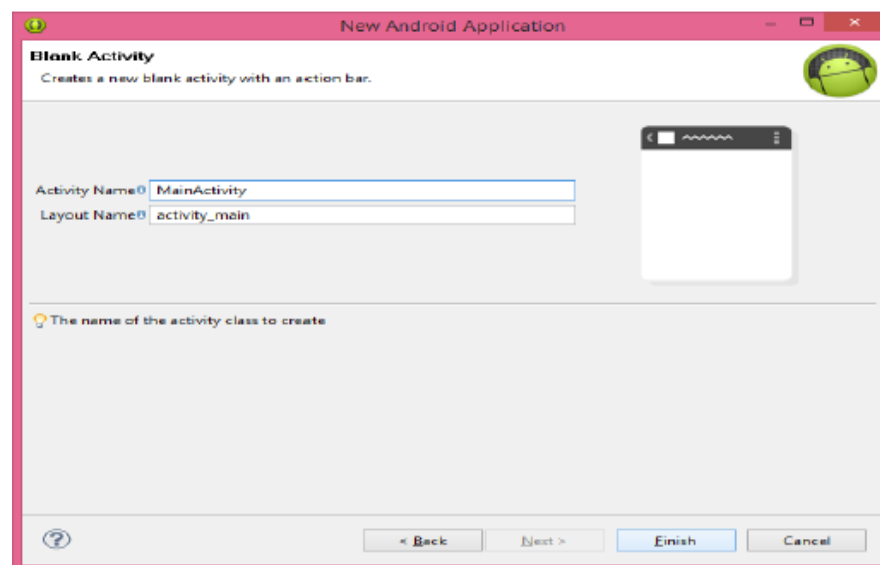 New Android Application
Blank Activity
Creates a new blank activity with an action bar.
Activity Name MainActivity
Layout Name activity_main
The name of the activity class to create
< Back Next > Finish Cancel